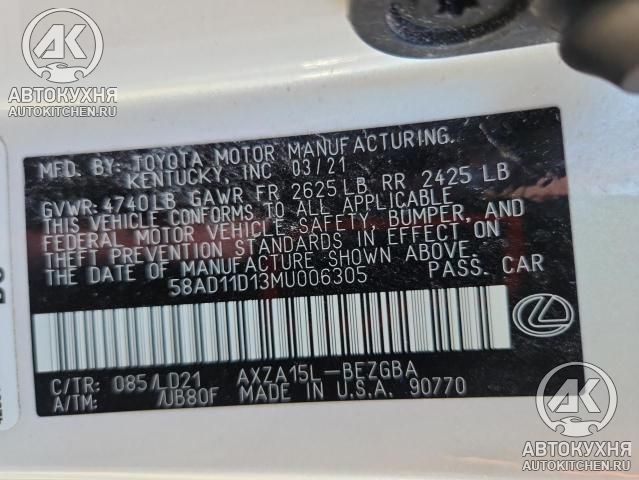 АВТОКУХНЯ
AUTOKITCHEN.RU
MFD. BY: TOYOTA MOTOR MANUFACTURING,
KENTUCKY, INC 03/21
GVWR: 4740LB GAWR FR 2625LB, RR 2425 LB
THIS VEHICLE CONFORMS TO ALL APPLICABLE
FEDERAL MOTOR VEHICLE SAFETY, BUMPER, AND
THEFT PREVENTION STANDARDS IN EFFECT ON
THE DATE OF MANUFACTURE SHOWN ABOVE.
58AD11D13MU006305 PASS. CAR
C/TR: 085/LD21 AXZA15L-BEZGBA
A/TM: /UB80F MADE IN U.S.A. 90770
АВТОКУХНЯ
AUTOKITCHEN.RU